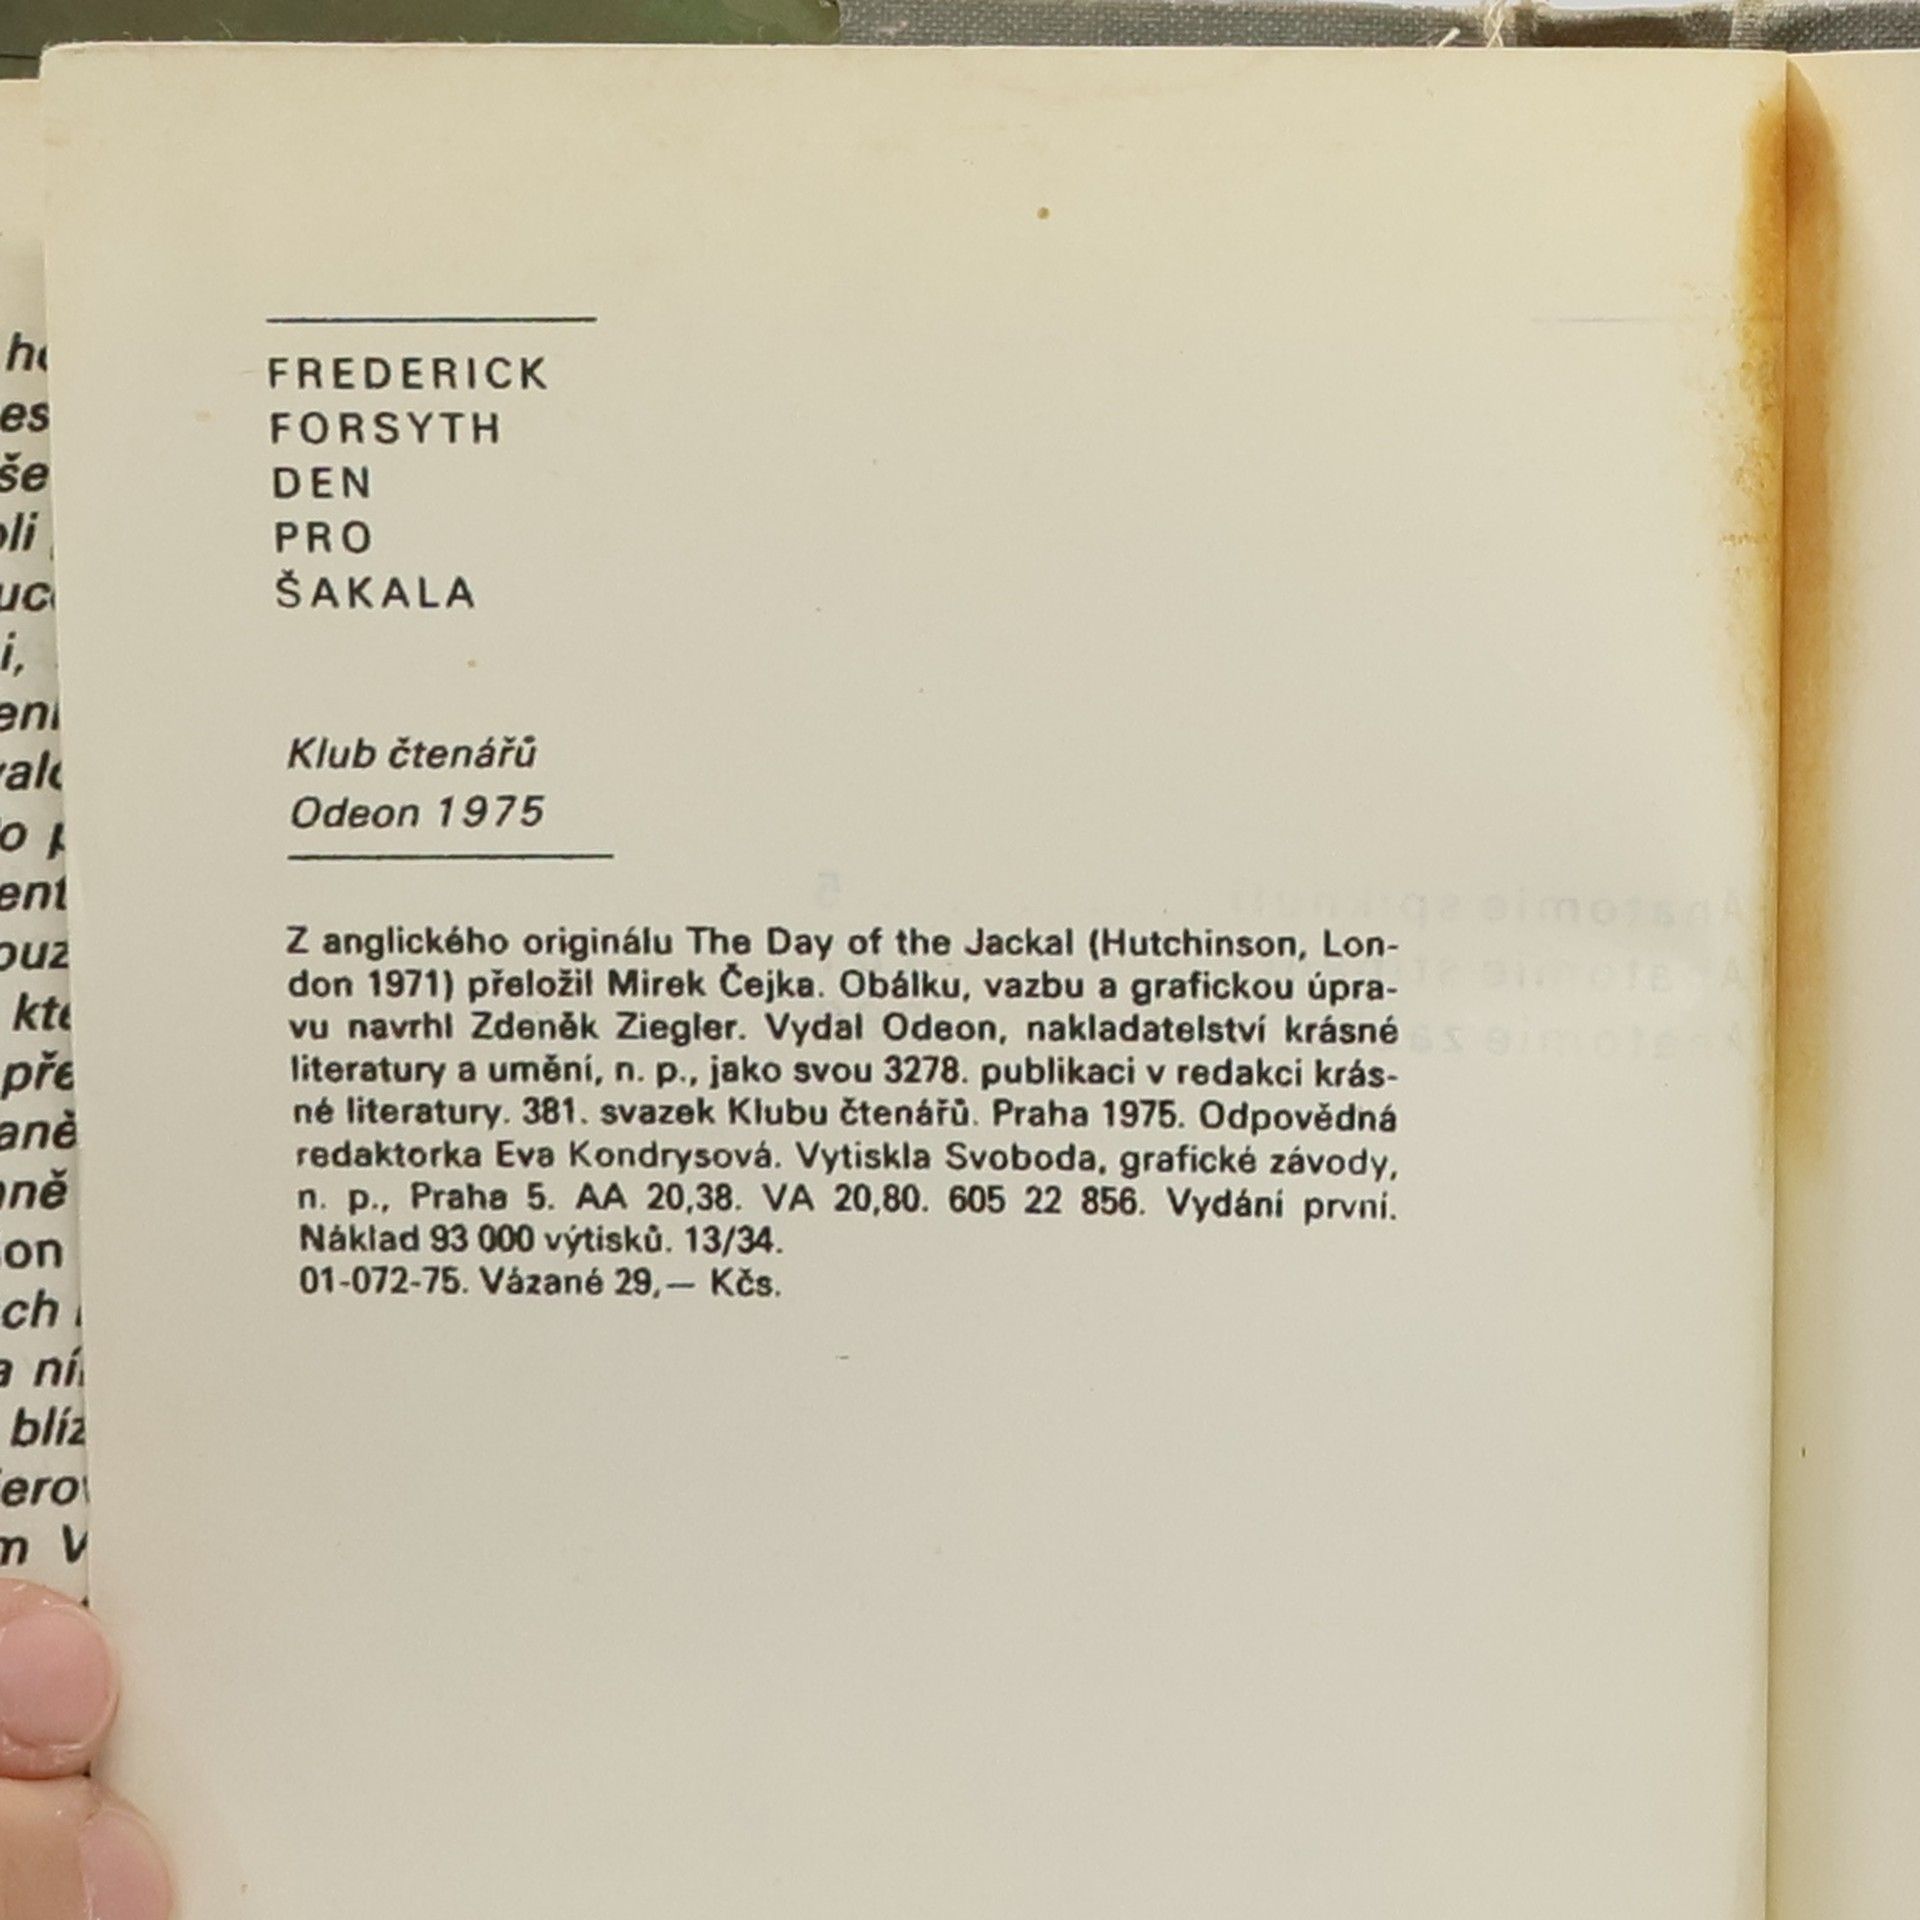 FREDERICK
FORSYTH
DEN
PRO
ŠAKALA
Klub čtenářů
Odeon 1975
Z anglického originálu The Day of the Jackal (Hutchinson, Lon-
don 1971) přeložil Mirek Čejka. Obálku, vazbu a grafickou úpra-
vu navrhl Zdeněk Ziegler. Vydal Odeon, nakladatelství krásné
literatury a umění, n. p., jako svou 3278. publikaci v redakci krás-
né literatury. 381. svazek Klubu čtenářů. Praha 1975. Odpovědná
redaktorka Eva Kondrysová. Vytiskla Svoboda, grafické závody,
n. p., Praha 5. AA 20,38. VA 20,80. 605 22 856. Vydání první.
Náklad 93 000 výtisků. 13/34.
01-072-75. Vázané 29,— Kčs.